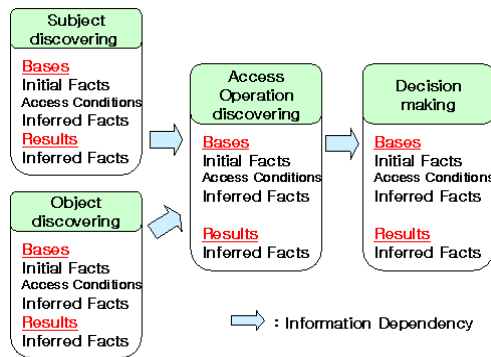 Subject
discovering
Bases
Initial Facts
Access Conditions
Inferred Facts
Results
Inferred Facts
Object
discovering
Bases
Initial Facts
Access Conditions
Inferred Facts
Results
Inferred Facts
Access
Operation
discovering
Bases
Initial Facts
Access Conditions
Inferred Facts
Results
Inferred Facts
Decision
making
Bases
Initial Facts
Access Conditions
Inferred Facts
Results
Inferred Facts
: Information Dependency